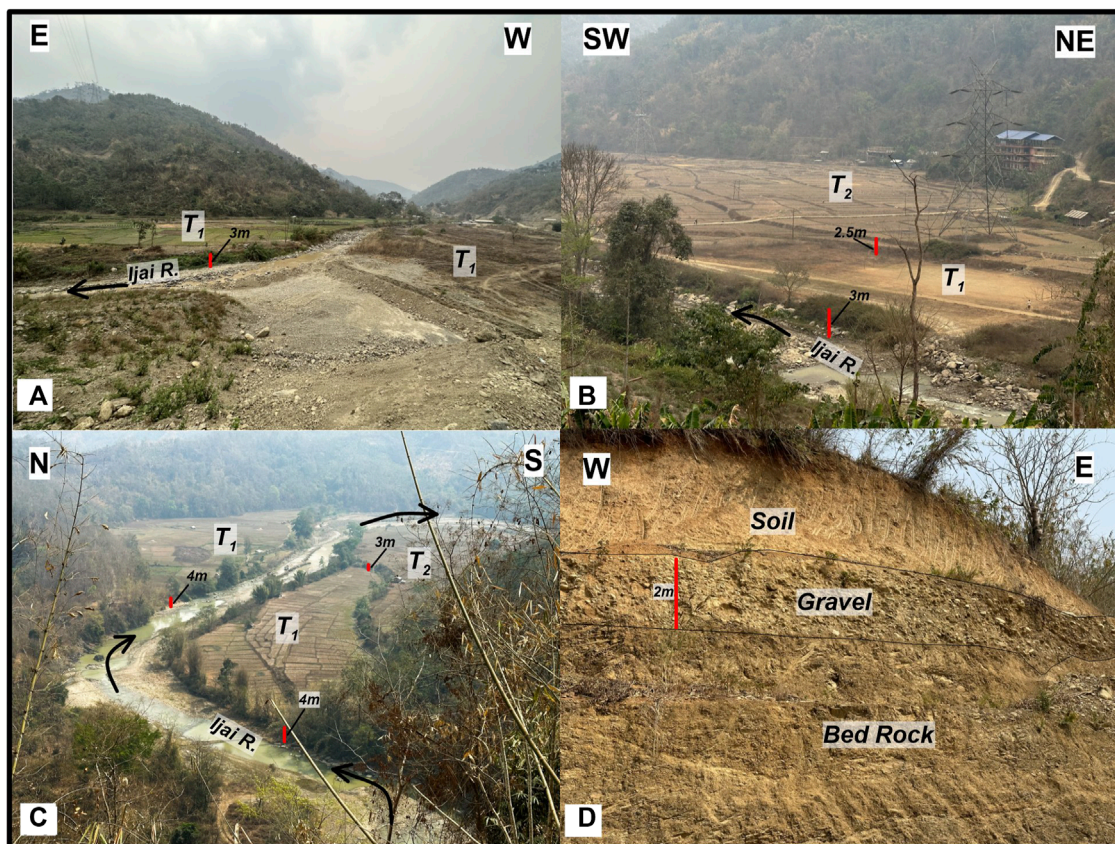 E
W
T1
3m
Ijai R.
T1
A
SW
NE
T2
2.5m
T1
3m
Ijai R.
B
N
S
T1
3m
T2
4m
T1
4m
Ijai R.
C
W
E
Soil
2m
Gravel
Bed Rock
D